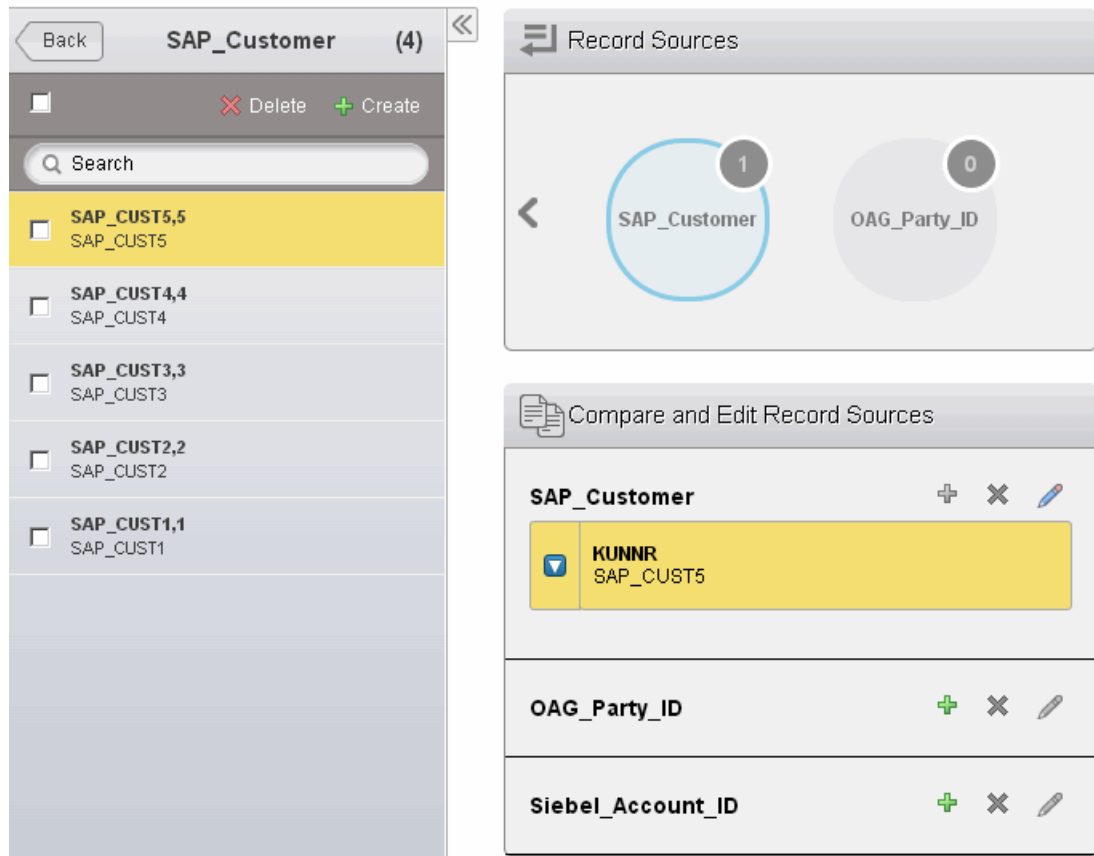 Back
SAP_Customer (4)
Delete Create
Search
SAP_CUST5,5
SAP_CUST5
SAP_CUST4,4
SAP_CUST4
SAP_CUST3,3
SAP_CUST3
SAP_CUST2,2
SAP_CUST2
SAP_CUST1,1
SAP_CUST1
Record Sources
1
SAP_Customer
0
OAG_Party_ID
Compare and Edit Record Sources
SAP_Customer
KUNNR
SAP_CUST5
OAG_Party_ID
Siebel_Account_ID